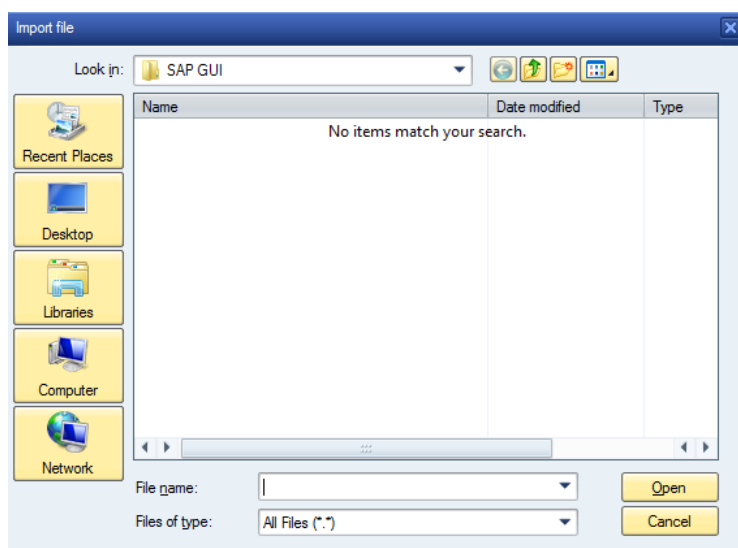 Import file
Look in: SAP GUI
Name Date modified Type
No items match your search.
Recent Places
Desktop
Libraries
Computer
Network
File name: Open
Files of type: All Files (*.*) Cancel